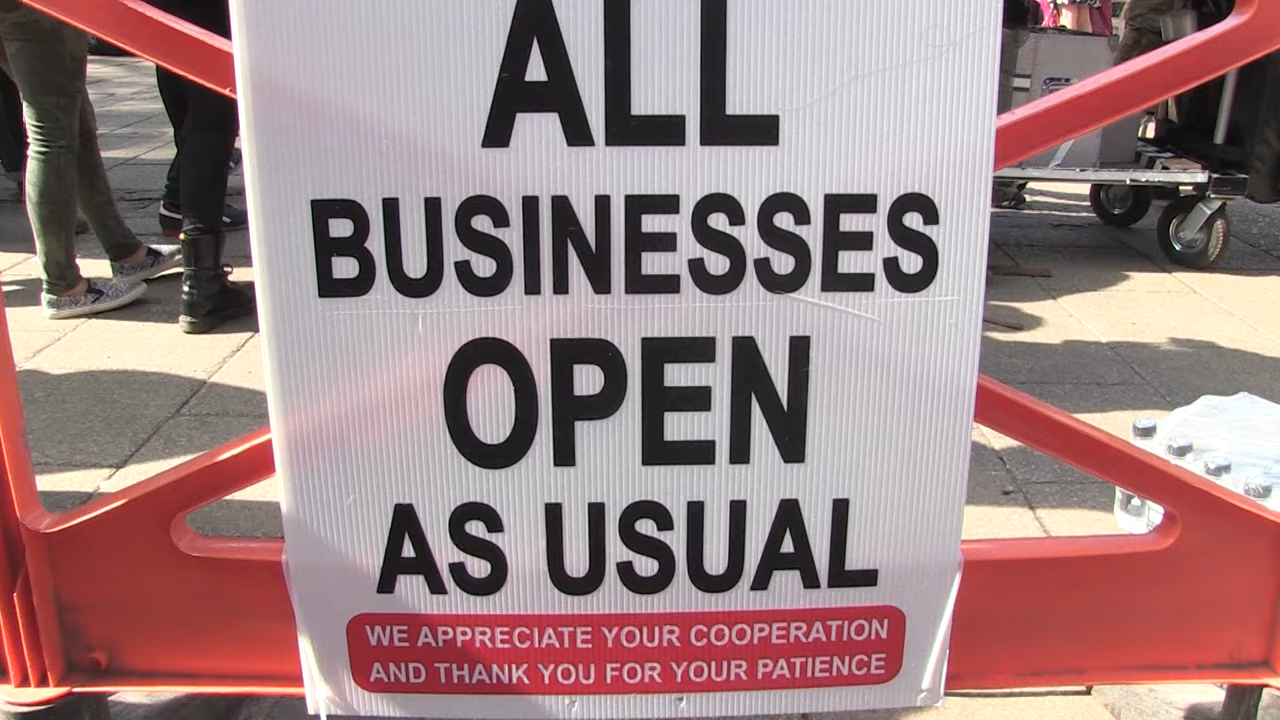 ALL
BUSINESSES
OPEN
AS USUAL
WE APPRECIATE YOUR COOPERATION
AND THANK YOU FOR YOUR PATIENCE